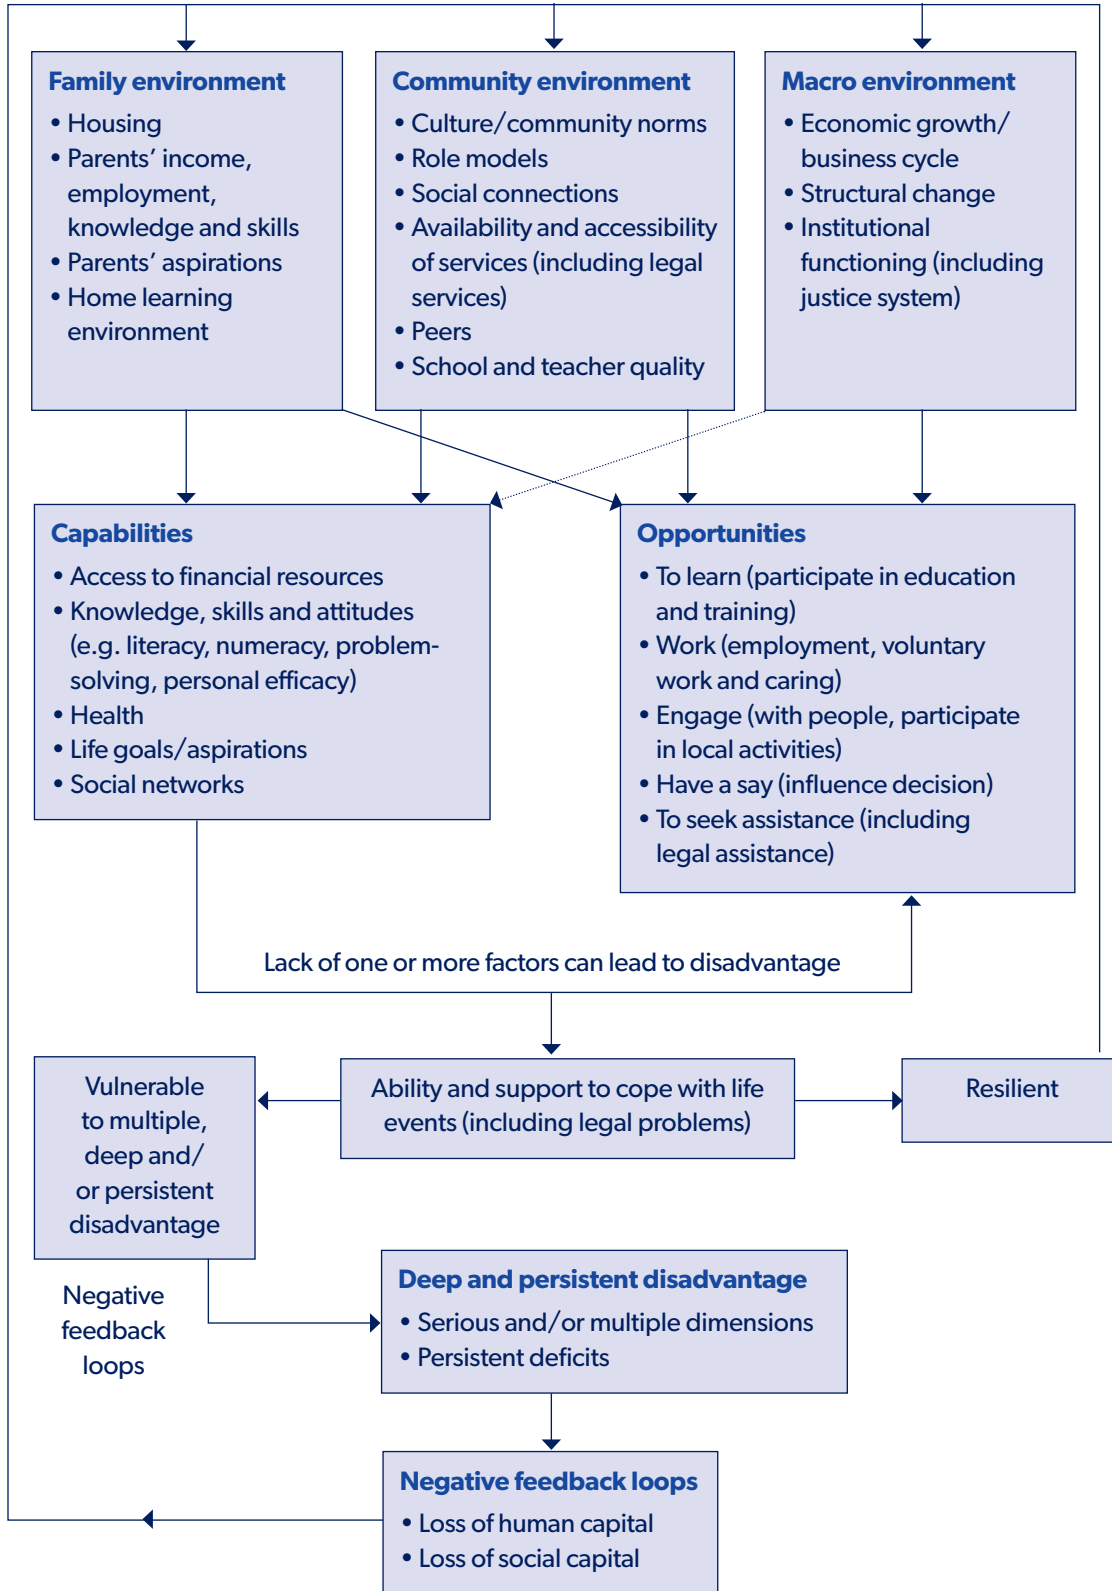 Family environment
• Housing
• Parents’ income,
employment,
knowledge and skills
• Parents’ aspirations
• Home learning
environment
Community environment
• Culture/community norms
• Role models
• Social connections
• Availability and accessibility
of services (including legal
services)
• Peers
• School and teacher quality
Macro environment
• Economic growth/
business cycle
• Structural change
• Institutional
functioning (including
justice system)
Capabilities
• Access to financial resources
• Knowledge, skills and attitudes
(e.g. literacy, numeracy, problem-
solving, personal efficacy)
• Health
• Life goals/aspirations
• Social networks
Opportunities
• To learn (participate in education
and training)
• Work (employment, voluntary
work and caring)
• Engage (with people, participate
in local activities)
• Have a say (influence decision)
• To seek assistance (including
legal assistance)
Lack of one or more factors can lead to disadvantage
Vulnerable
to multiple,
deep and/
or persistent
disadvantage
Ability and support to cope with life
events (including legal problems)
Resilient
Negative
feedback
loops
Deep and persistent disadvantage
• Serious and/or multiple dimensions
• Persistent deficits
Negative feedback loops
• Loss of human capital
• Loss of social capital